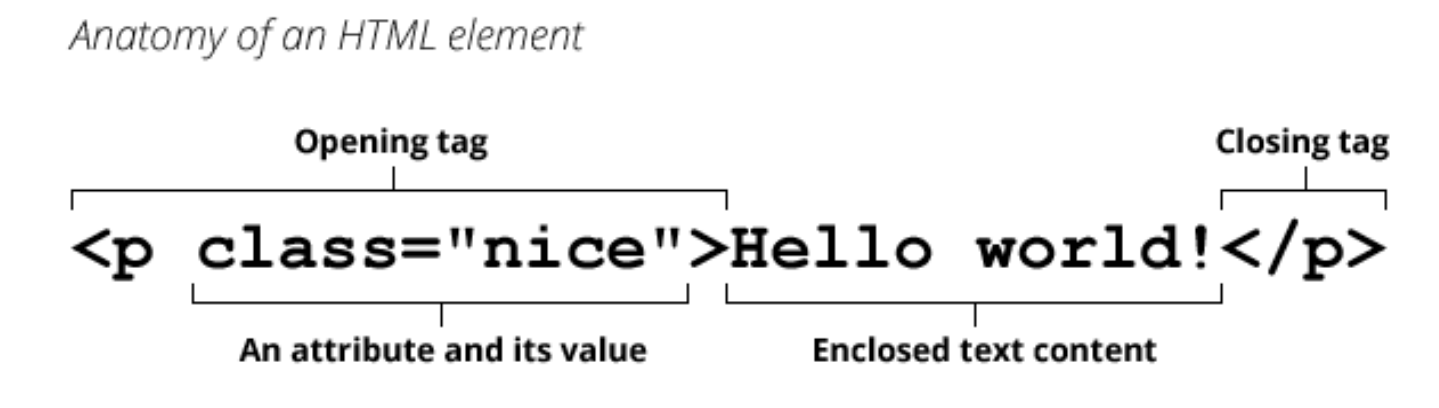 Anatomy of an HTML element
Opening tag Closing tag
<p class="nice">Hello world!</p>
An attribute and its value Enclosed text content